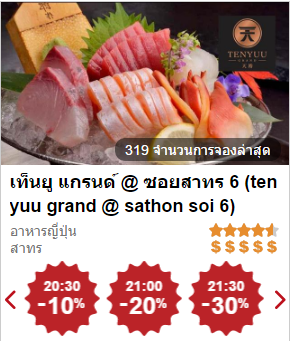 TENYUU
GRAND
319 จำนวนการจองล่าสุด
เท็นยุ แกรนด์ @ ซอยสาทร 6 (ten
yuu grand @ sathon soi 6)
อาหารญี่ปุ่น
สาทร
$ $ $ $ $
20:30 21:00 21:30
-10% -20% -30%